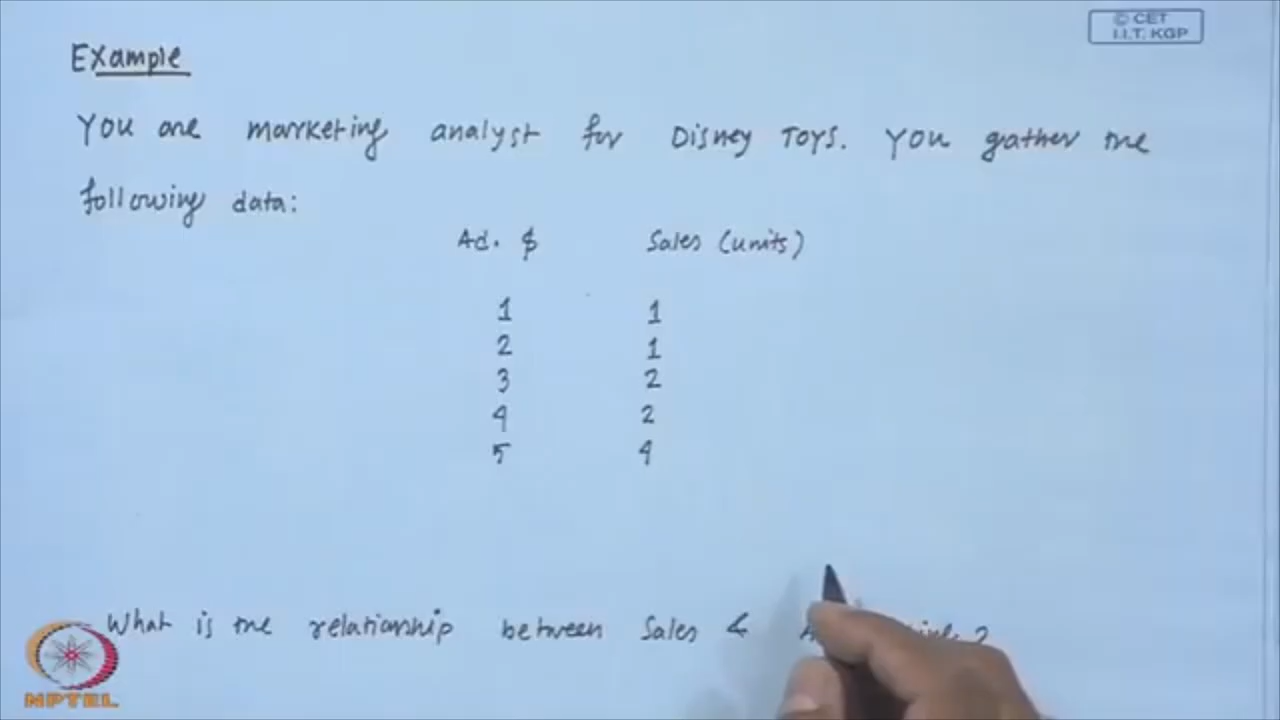 © CET
I.I.T. KGP
Example
You are marketing analyst for Disney Toys. You gather the
following data:
Ad. $ Sales (units)
1 1
2 1
3 2
4 2
5 4
What is the relationship between Sales &
NPTEL